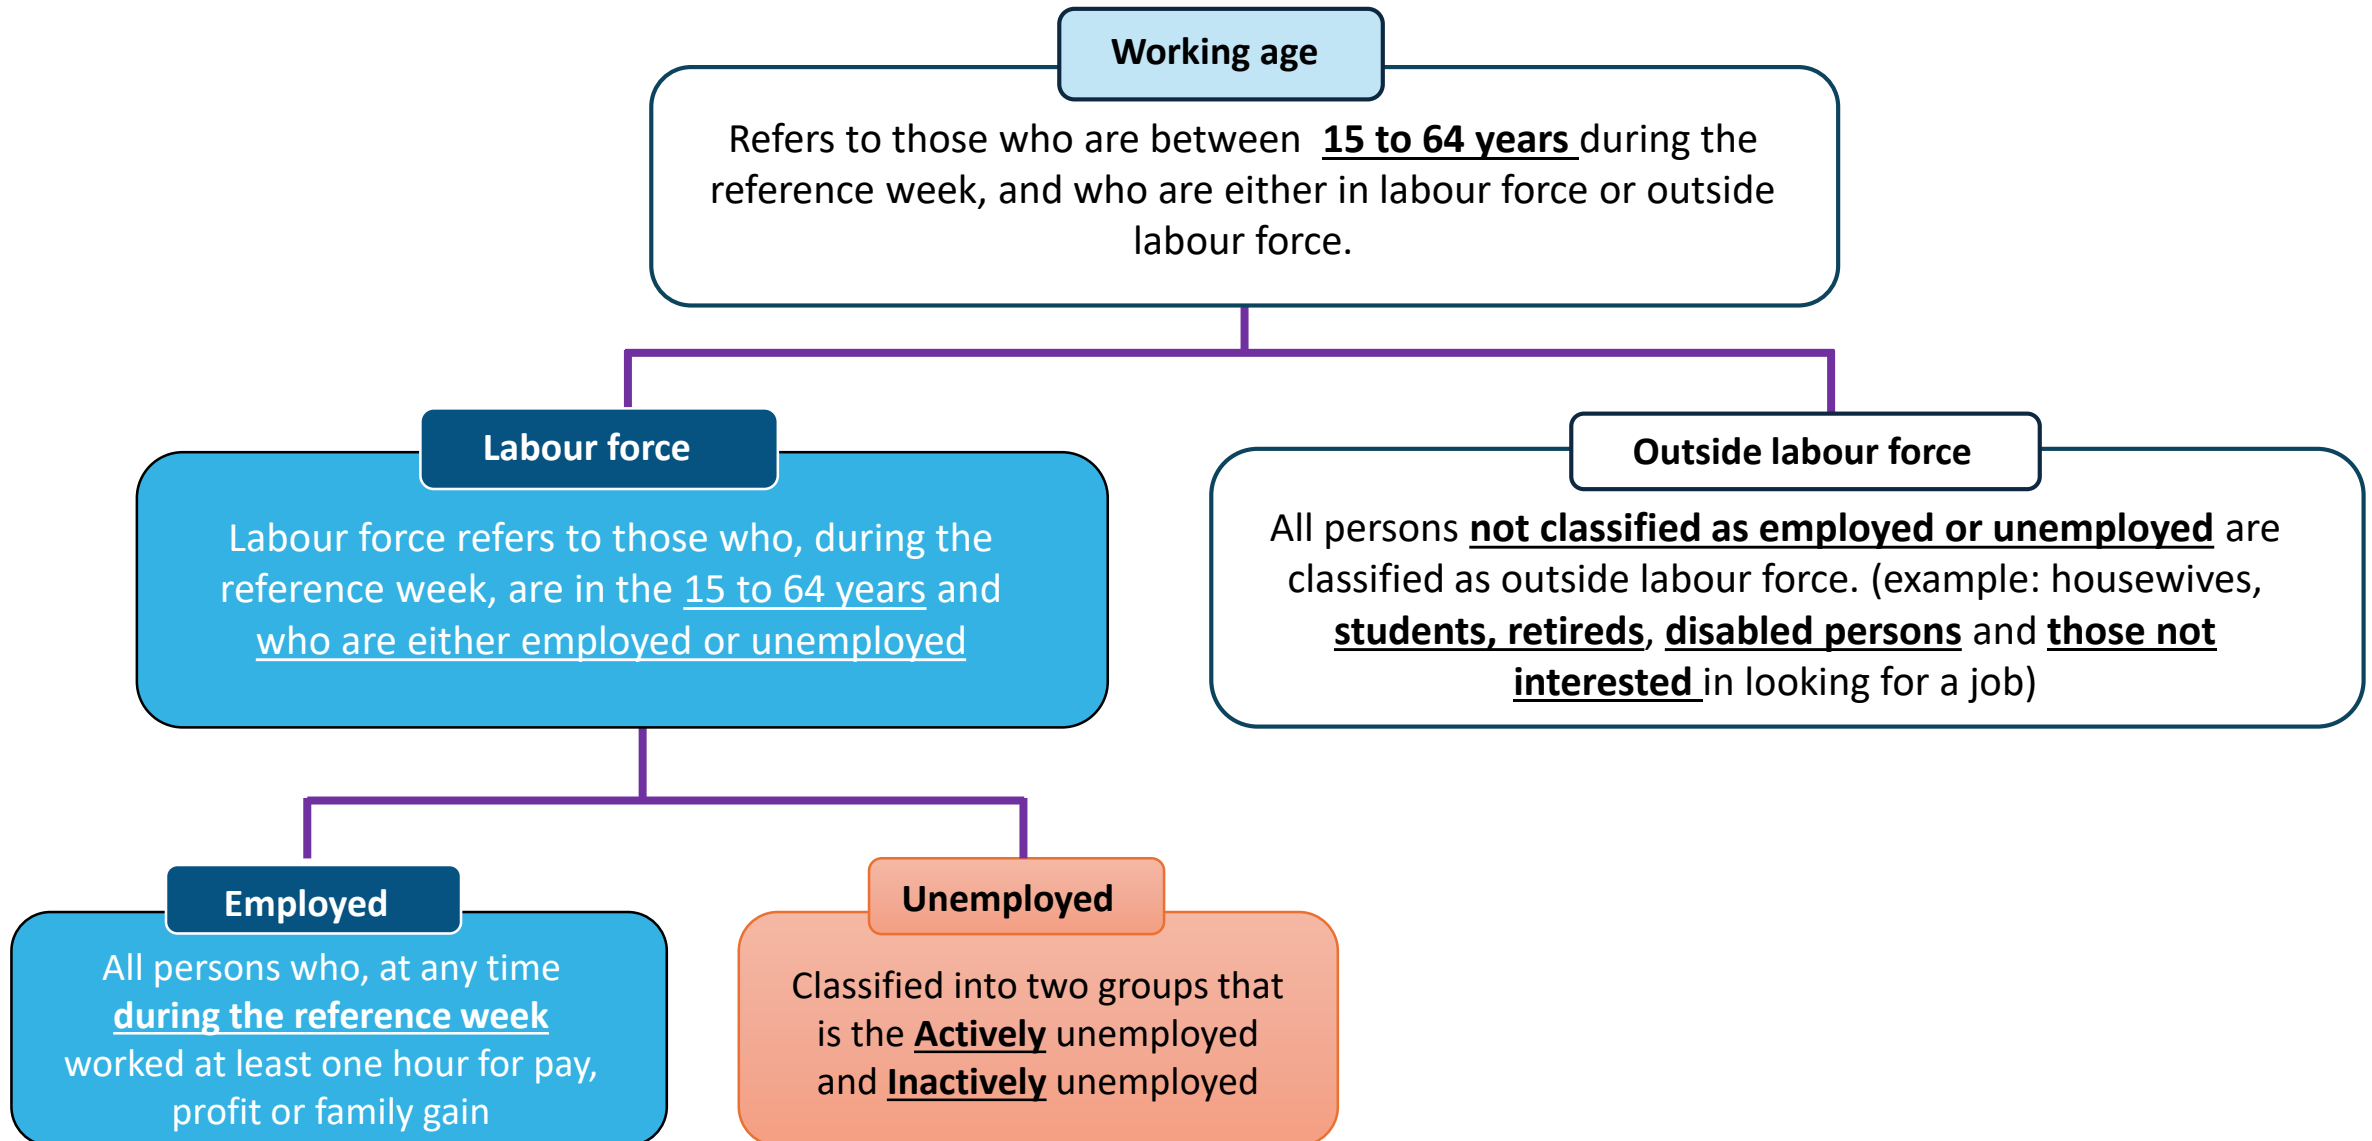 Working age
Refers to those who are between 15 to 64 years during the
reference week, and who are either in labour force or outside
labour force.
Labour force
Labour force refers to those who, during the
reference week, are in the 15 to 64 years and
who are either employed or unemployed
Outside labour force
All persons not classified as employed or unemployed are
classified as outside labour force. (example: housewives,
students, retireds, disabled persons and those not
interested in looking for a job)
Employed
All persons who, at any time
during the reference week
worked at least one hour for pay,
profit or family gain
Unemployed
Classified into two groups that
is the Actively unemployed
and Inactively unemployed